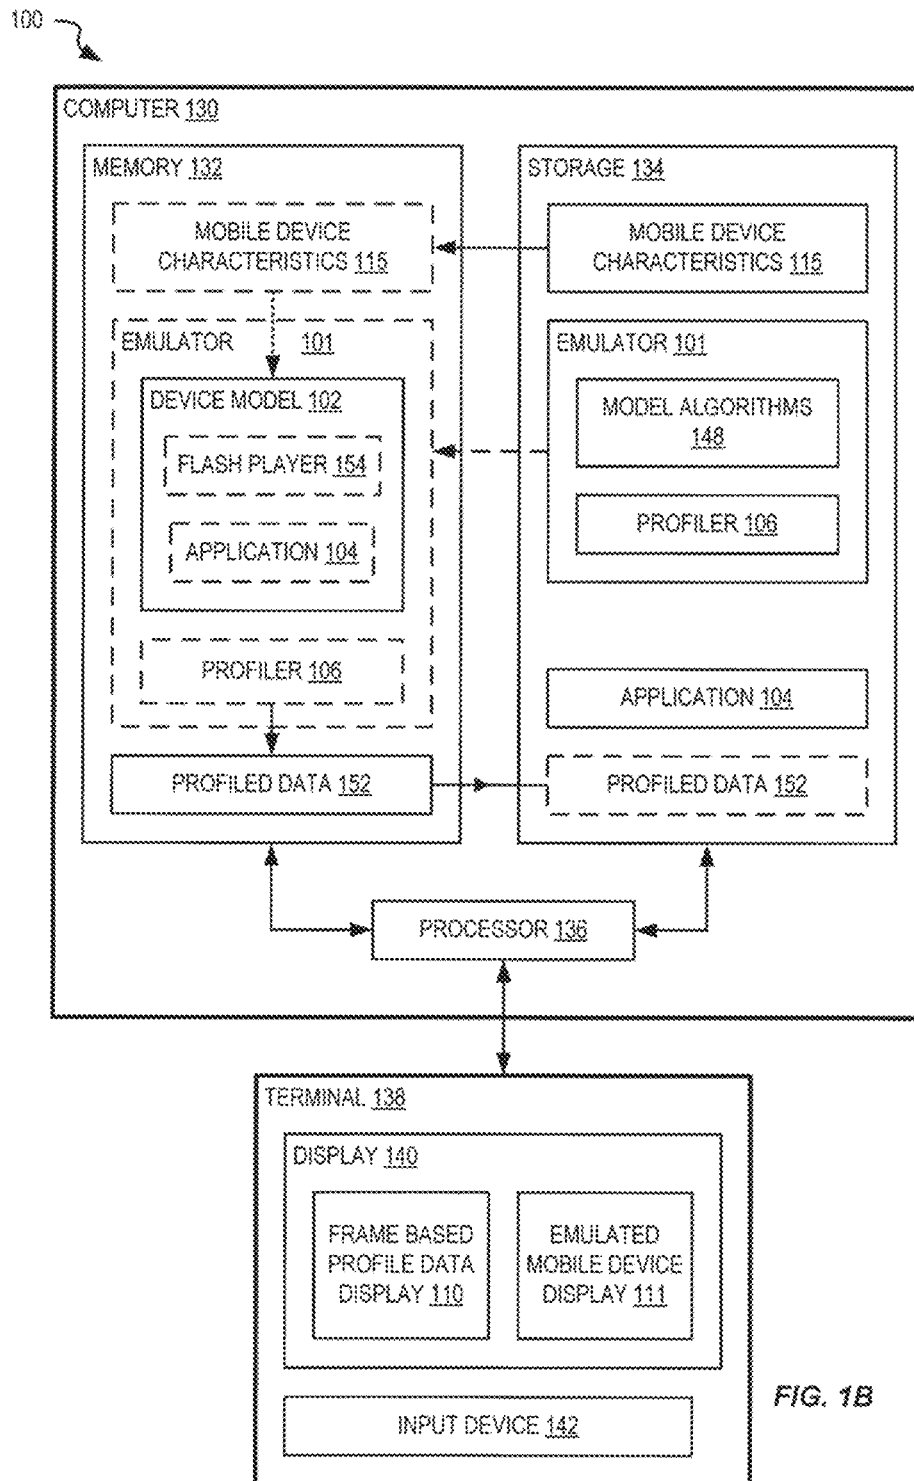 100
COMPUTER 130
MEMORY 132
MOBILE DEVICE
CHARACTERISTICS 115
EMULATOR 101
DEVICE MODEL 102
FLASH PLAYER 154
APPLICATION 104
PROFILER 106
PROFILED DATA 152
STORAGE 134
MOBILE DEVICE
CHARACTERISTICS 115
EMULATOR 101
MODEL ALGORITHMS
148
PROFILER 106
APPLICATION 104
PROFILED DATA 152
PROCESSOR 136
TERMINAL 138
DISPLAY 140
FRAME BASED
PROFILE DATA
DISPLAY 110
EMULATED
MOBILE DEVICE
DISPLAY 111
INPUT DEVICE 142
FIG. 1B